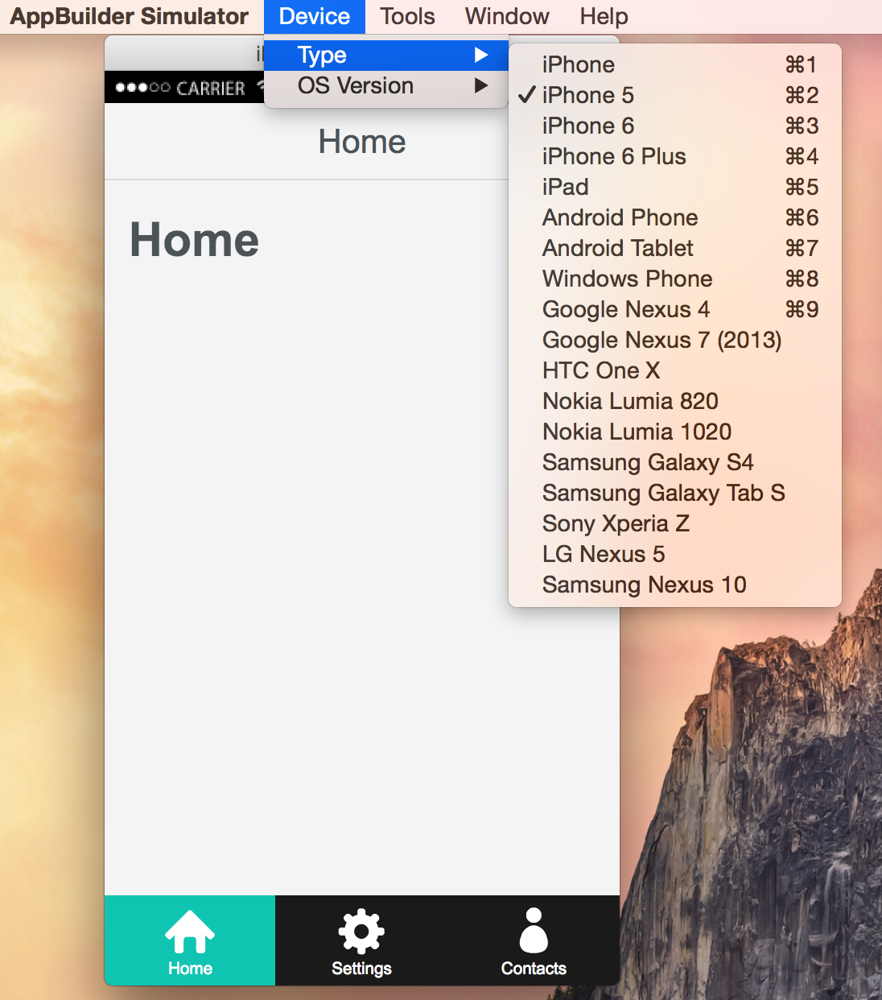 AppBuilder Simulator Device Tools Window Help
Type
OS Version
CARRIER
Home
Home
iPhone ⌘1
✓ iPhone 5 ⌘2
iPhone 6 ⌘3
iPhone 6 Plus ⌘4
iPad ⌘5
Android Phone ⌘6
Android Tablet ⌘7
Windows Phone ⌘8
Google Nexus 4 ⌘9
Google Nexus 7 (2013)
HTC One X
Nokia Lumia 820
Nokia Lumia 1020
Samsung Galaxy S4
Samsung Galaxy Tab S
Sony Xperia Z
LG Nexus 5
Samsung Nexus 10
Home Settings Contacts